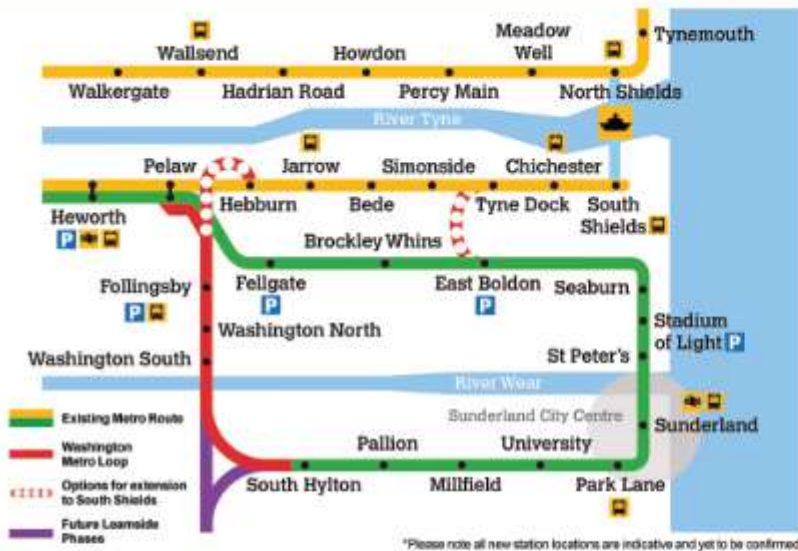 Tynemouth
Wallsend
Howdon
Meadow
Well
Walkergate
Hadrian Road
Percy Main
North Shields
River Tyne
Pelaw
Jarrow
Simonside
Chichester
Heworth
Hebburn
Bede
Tyne Dock
South
Shields
P
Brockley Whins
Follingsby
P
Fellgate
P
East Boldon
P
Seaburn
Washington North
Stadium
of Light P
Washington South
St Peter's
River Wear
Sunderland City Centre
Sunderland
Existing Metro Route
Washington
Metro Loop
Options for extension
to South Shields
Future Leamside
Phases
Pallion
University
South Hylton
Millfield
Park Lane
*Please note all new station locations are indicative and yet to be confirmed